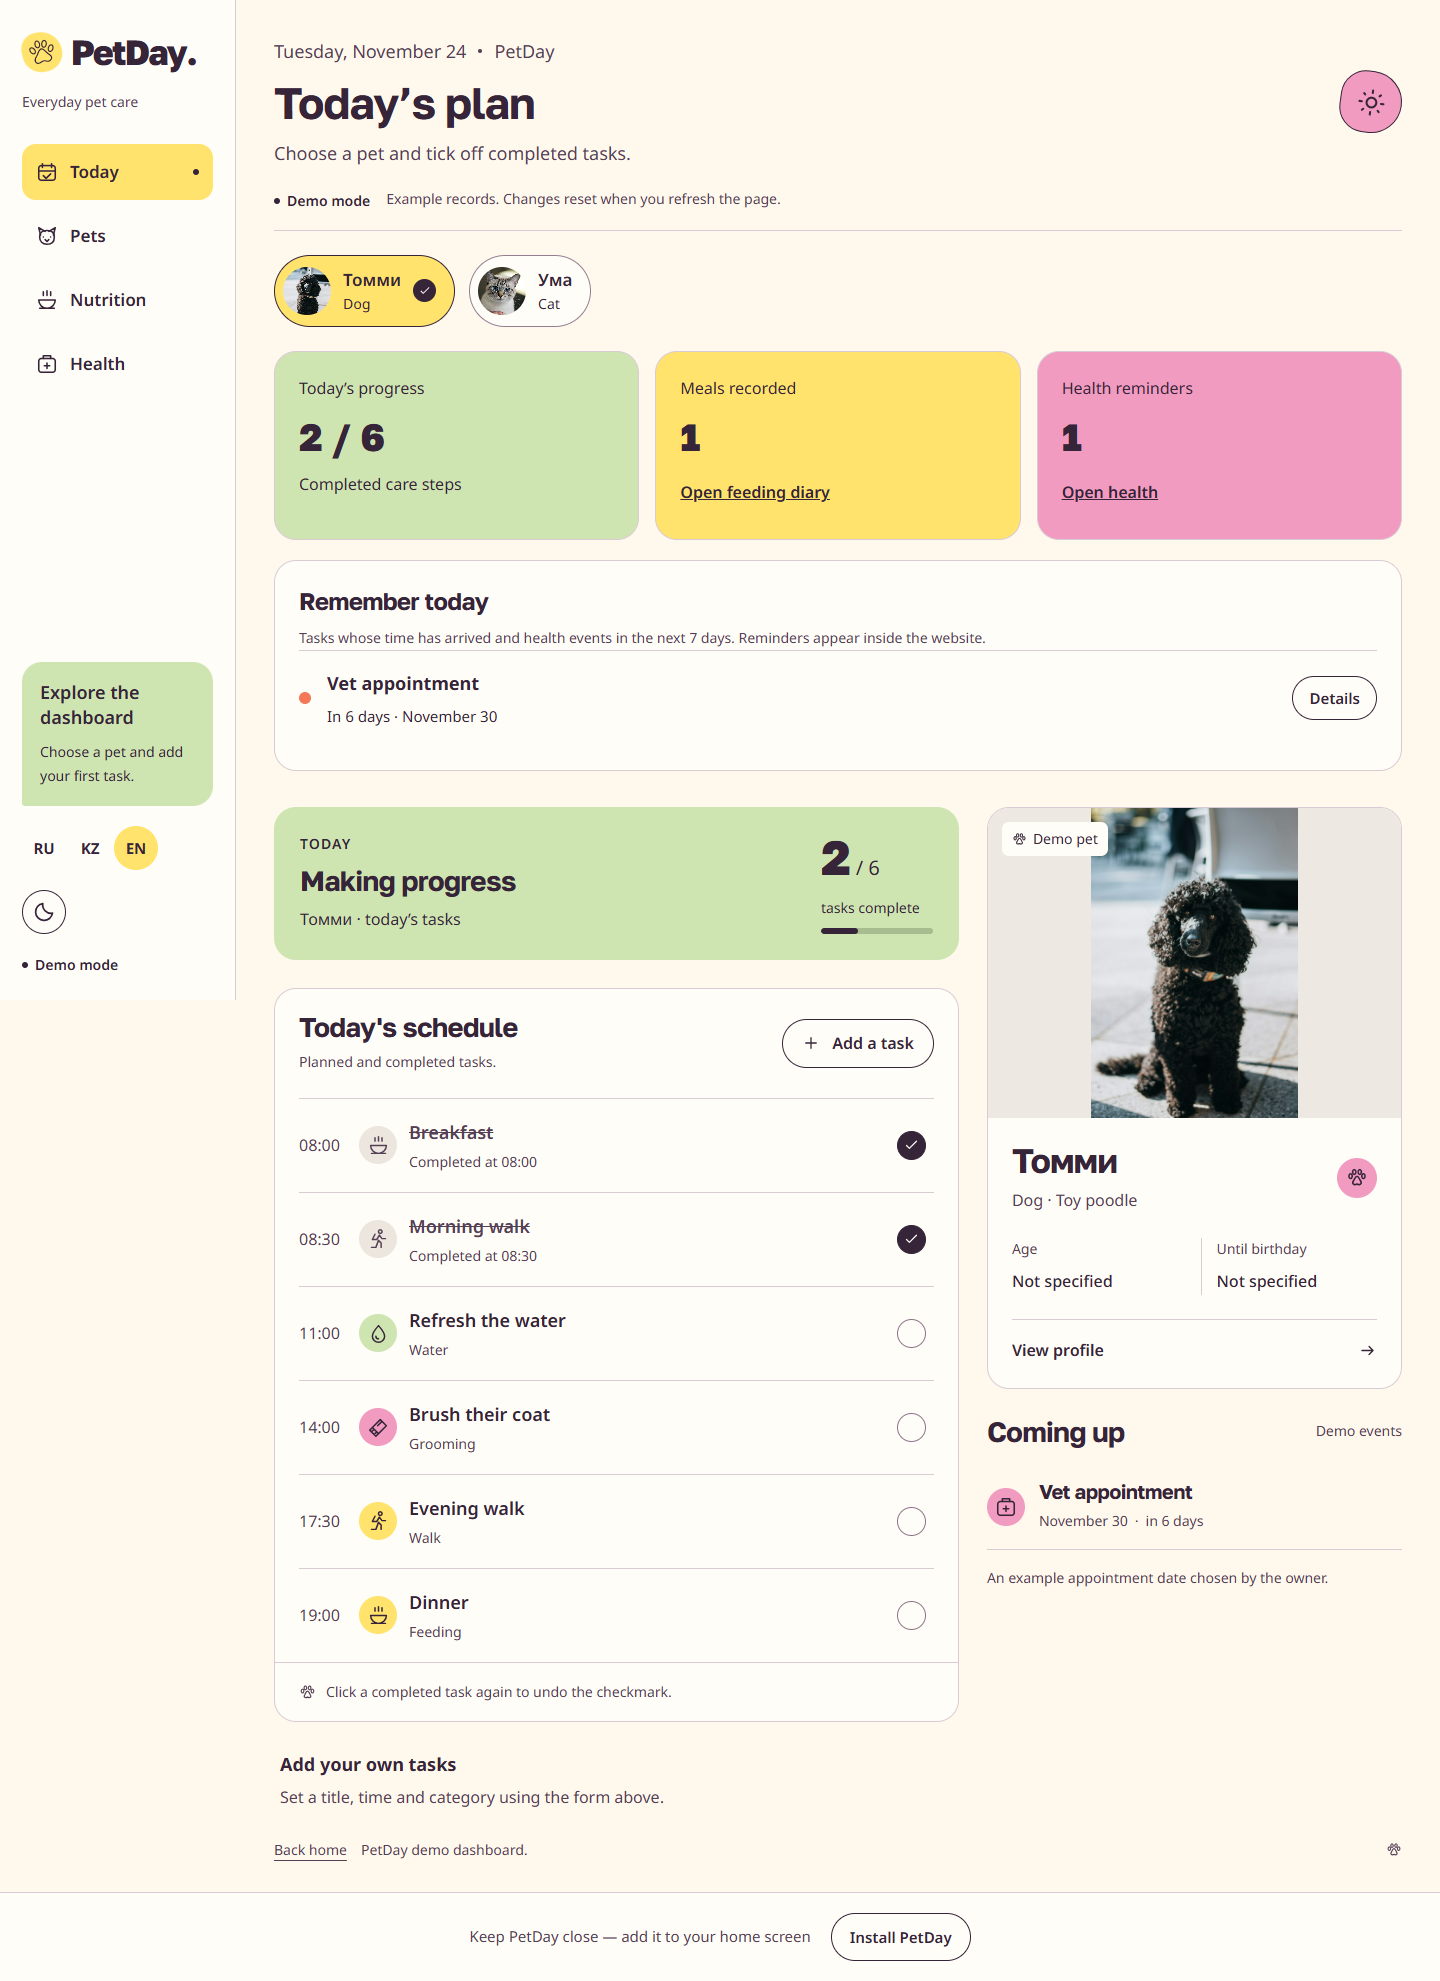 PetDay.
Everyday pet care
Today
Pets
Nutrition
Health
Explore the
dashboard
Choose a pet and add
your first task.
RU KZ EN
Demo mode
Tuesday, November 24 • PetDay
Today’s plan
Choose a pet and tick off completed tasks.
Demo mode Example records. Changes reset when you refresh the page.
Томми
Dog
Ума
Cat
Today’s progress
2 / 6
Completed care steps
Meals recorded
1
Open feeding diary
Health reminders
1
Open health
Remember today
Tasks whose time has arrived and health events in the next 7 days. Reminders appear inside the website.
Vet appointment
In 6 days · November 30
Details
TODAY
Making progress
Томми · today’s tasks
2 / 6
tasks complete
Today's schedule
Planned and completed tasks.
Add a task
08:00
Breakfast
Completed at 08:00
08:30
Morning walk
Completed at 08:30
11:00
Refresh the water
Water
14:00
Brush their coat
Grooming
17:30
Evening walk
Walk
19:00
Dinner
Feeding
Click a completed task again to undo the checkmark.
Demo pet
Томми
Dog · Toy poodle
Age
Not specified
Until birthday
Not specified
View profile
Coming up
Demo events
Vet appointment
November 30 · in 6 days
An example appointment date chosen by the owner.
Add your own tasks
Set a title, time and category using the form above.
Back home PetDay demo dashboard.
Keep PetDay close — add it to your home screen
Install PetDay